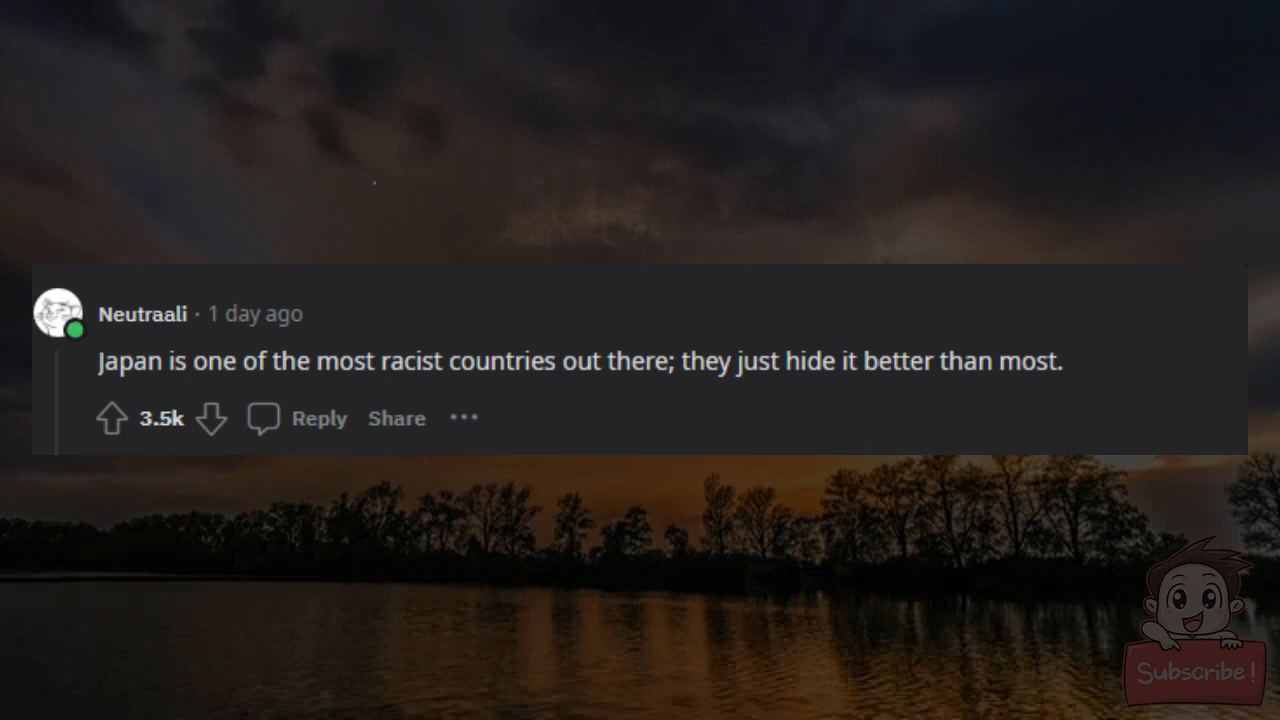 Neutraali · 1 day ago
Japan is one of the most racist countries out there; they just hide it better than most.
3.5k Reply Share •••
Subscribe!